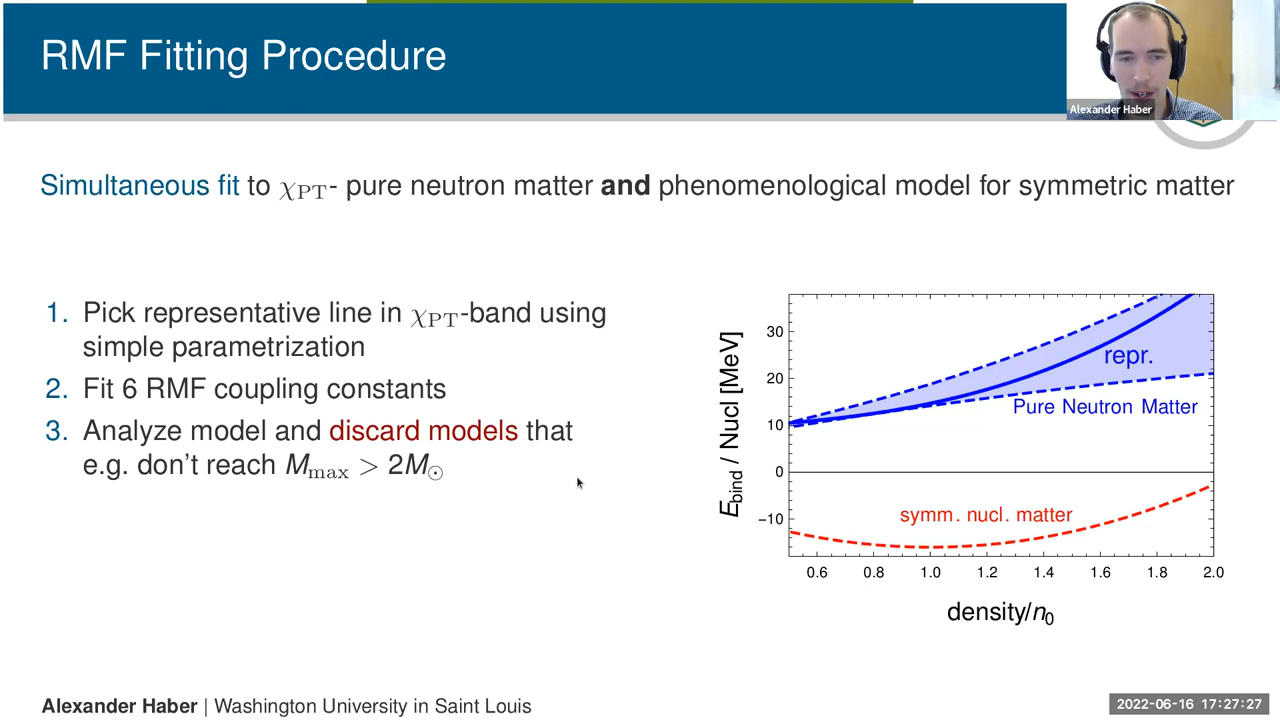 RMF Fitting Procedure
Alexander Haber
Simultaneous fit to χPT- pure neutron matter and phenomenological model for symmetric matter
1. Pick representative line in χPT-band using
simple parametrization
2. Fit 6 RMF coupling constants
3. Analyze model and discard models that
e.g. don't reach Mmax > 2M⊙
Ebind / Nucl [MeV]
30
20
10
0
−10
repr.
Pure Neutron Matter
symm. nucl. matter
0.6 0.8 1.0 1.2 1.4 1.6 1.8 2.0
density/n0
Alexander Haber | Washington University in Saint Louis
2022-06-16 17:27:27